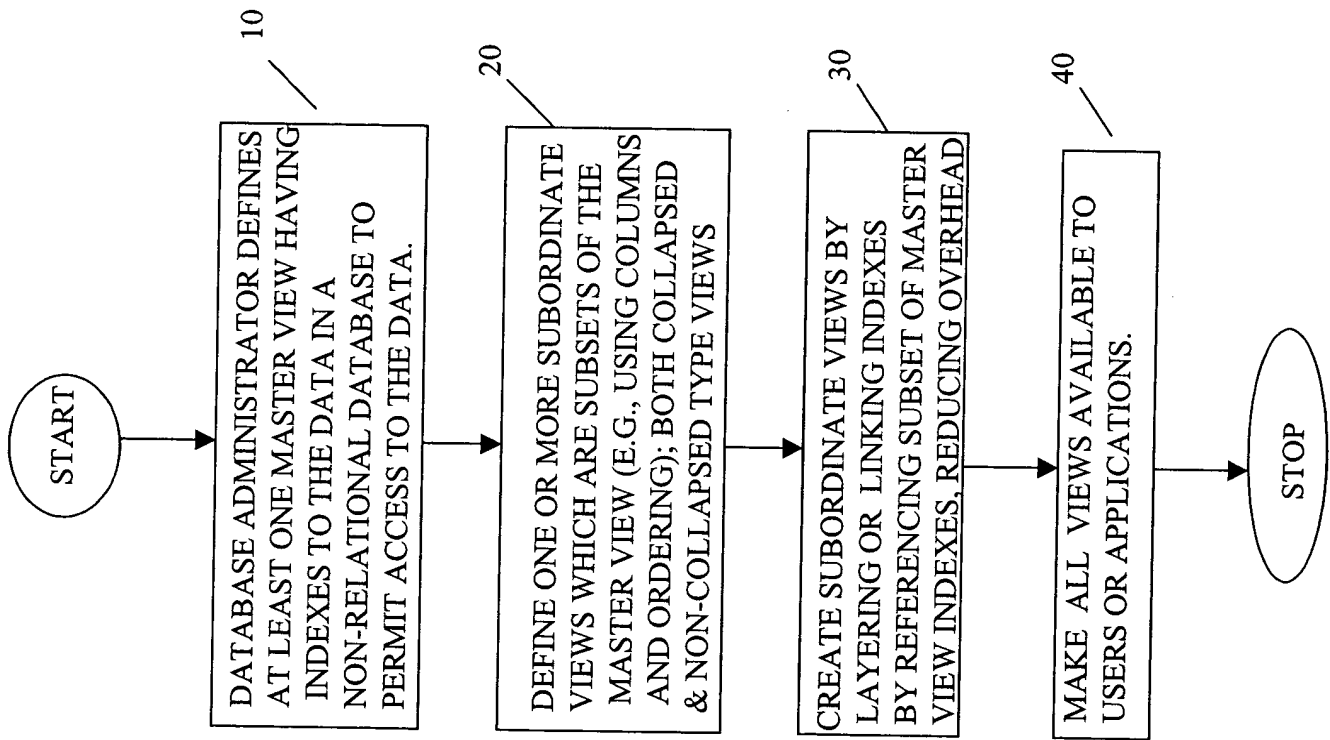 START
10
DATABASE ADMINISTRATOR DEFINES
AT LEAST ONE MASTER VIEW HAVING
INDEXES TO THE DATA IN A
NON-RELATIONAL DATABASE TO
PERMIT ACCESS TO THE DATA.
20
DEFINE ONE OR MORE SUBORDINATE
VIEWS WHICH ARE SUBSETS OF THE
MASTER VIEW (E.G., USING COLUMNS
AND ORDERING); BOTH COLLAPSED
& NON-COLLAPSED TYPE VIEWS
30
CREATE SUBORDINATE VIEWS BY
LAYERING OR LINKING INDEXES
BY REFERENCING SUBSET OF MASTER
VIEW INDEXES, REDUCING OVERHEAD
40
MAKE ALL VIEWS AVAILABLE TO
USERS OR APPLICATIONS.
STOP